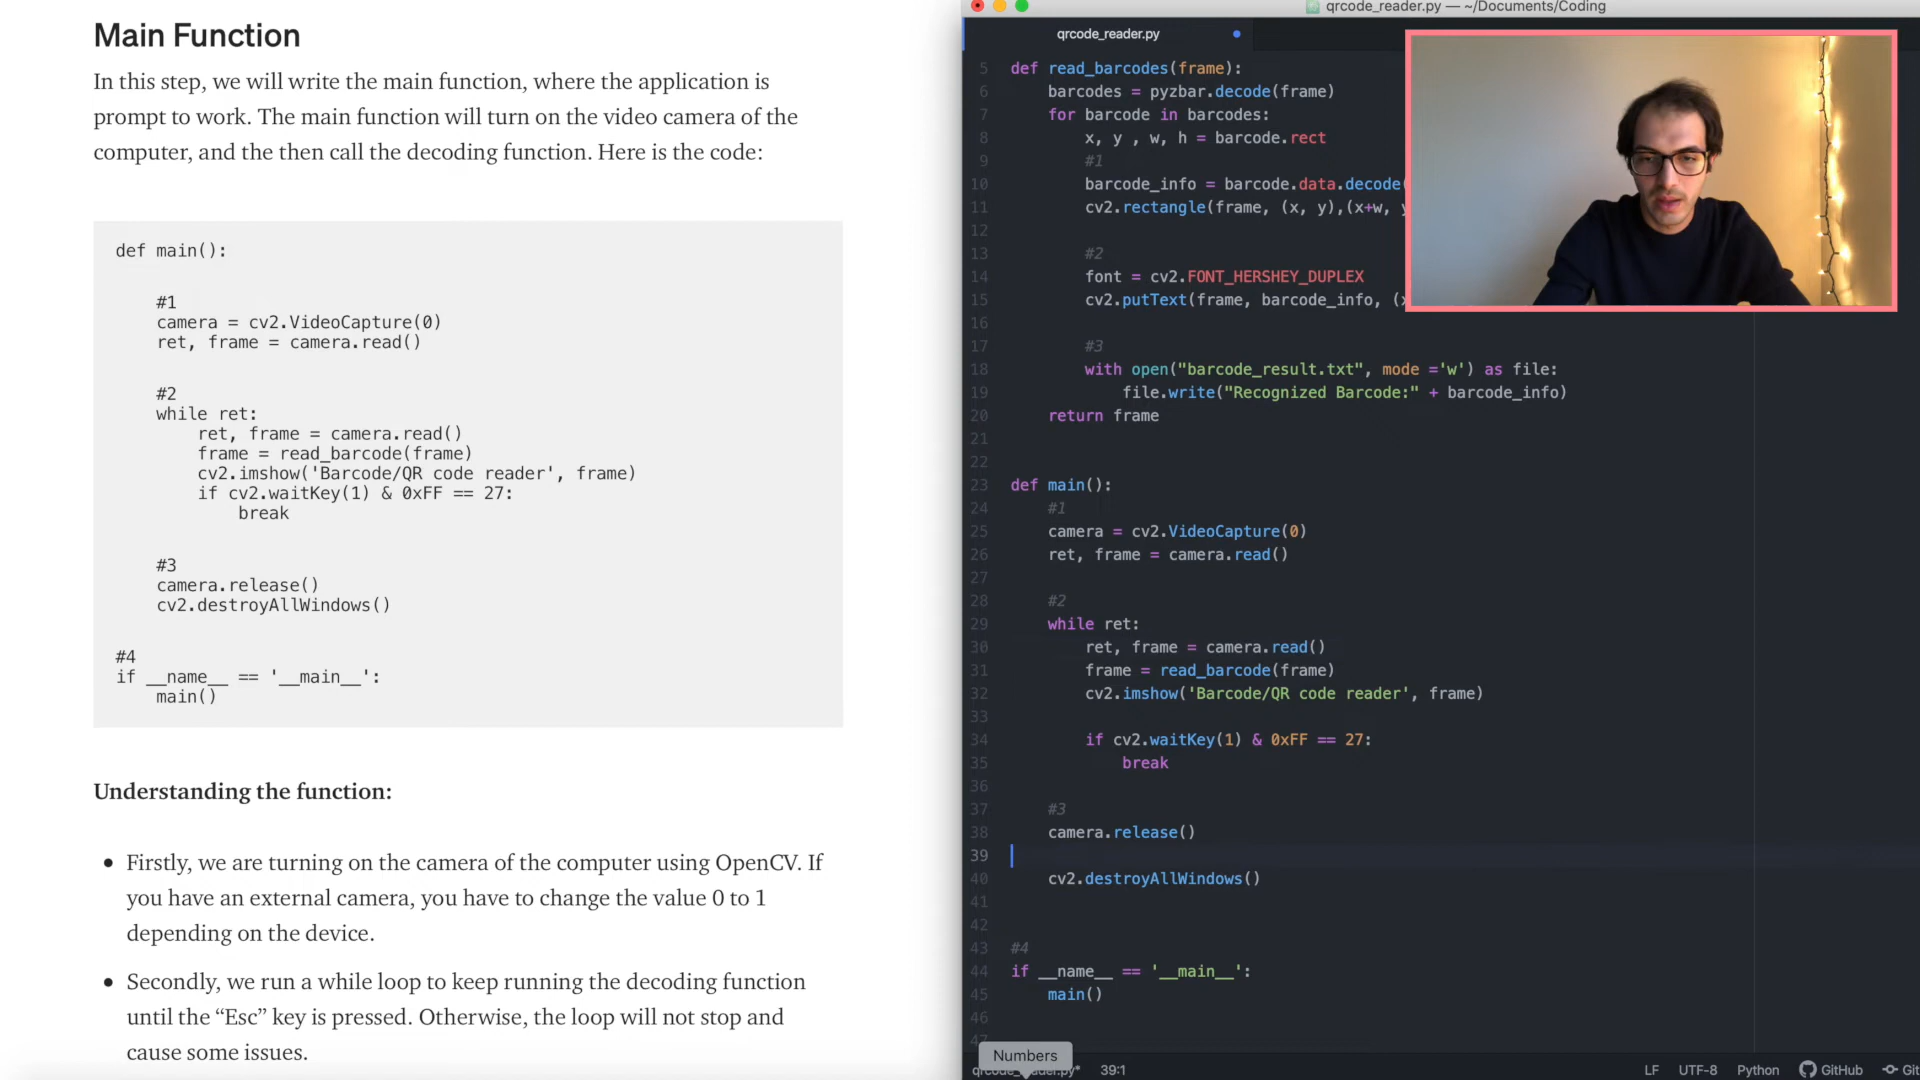 Main Function
In this step, we will write the main function, where the application is
prompt to work. The main function will turn on the video camera of the
computer, and the then call the decoding function. Here is the code:
def main():
#1
camera = cv2.VideoCapture(0)
ret, frame = camera.read()
#2
while ret:
ret, frame = camera.read()
frame = read_barcode(frame)
cv2.imshow('Barcode/QR code reader', frame)
if cv2.waitKey(1) & 0xFF == 27:
break
#3
camera.release()
cv2.destroyAllWindows()
#4
if __name__ == '__main__':
main()
Understanding the function:
• Firstly, we are turning on the camera of the computer using OpenCV. If
you have an external camera, you have to change the value 0 to 1
depending on the device.
• Secondly, we run a while loop to keep running the decoding function
until the “Esc” key is pressed. Otherwise, the loop will not stop and
cause some issues.
qrcode_reader.py — ~/Documents/Coding
qrcode_reader.py
5 def read_barcodes(frame):
6 barcodes = pyzbar.decode(frame)
7 for barcode in barcodes:
8 x, y , w, h = barcode.rect
9 #1
10 barcode_info = barcode.data.decode(
11 cv2.rectangle(frame, (x, y),(x+w,
12
13 #2
14 font = cv2.FONT_HERSHEY_DUPLEX
15 cv2.putText(frame, barcode_info, (
16
17 #3
18 with open("barcode_result.txt", mode ='w') as file:
19 file.write("Recognized Barcode:" + barcode_info)
20 return frame
21
22
23 def main():
24 #1
25 camera = cv2.VideoCapture(0)
26 ret, frame = camera.read()
27
28 #2
29 while ret:
30 ret, frame = camera.read()
31 frame = read_barcode(frame)
32 cv2.imshow('Barcode/QR code reader', frame)
33
34 if cv2.waitKey(1) & 0xFF == 27:
35 break
36
37 #3
38 camera.release()
39
40 cv2.destroyAllWindows()
41
42
43 #4
44 if __name__ == '__main__':
45 main()
46
47
Numbers
39:1 LF UTF-8 Python GitHub